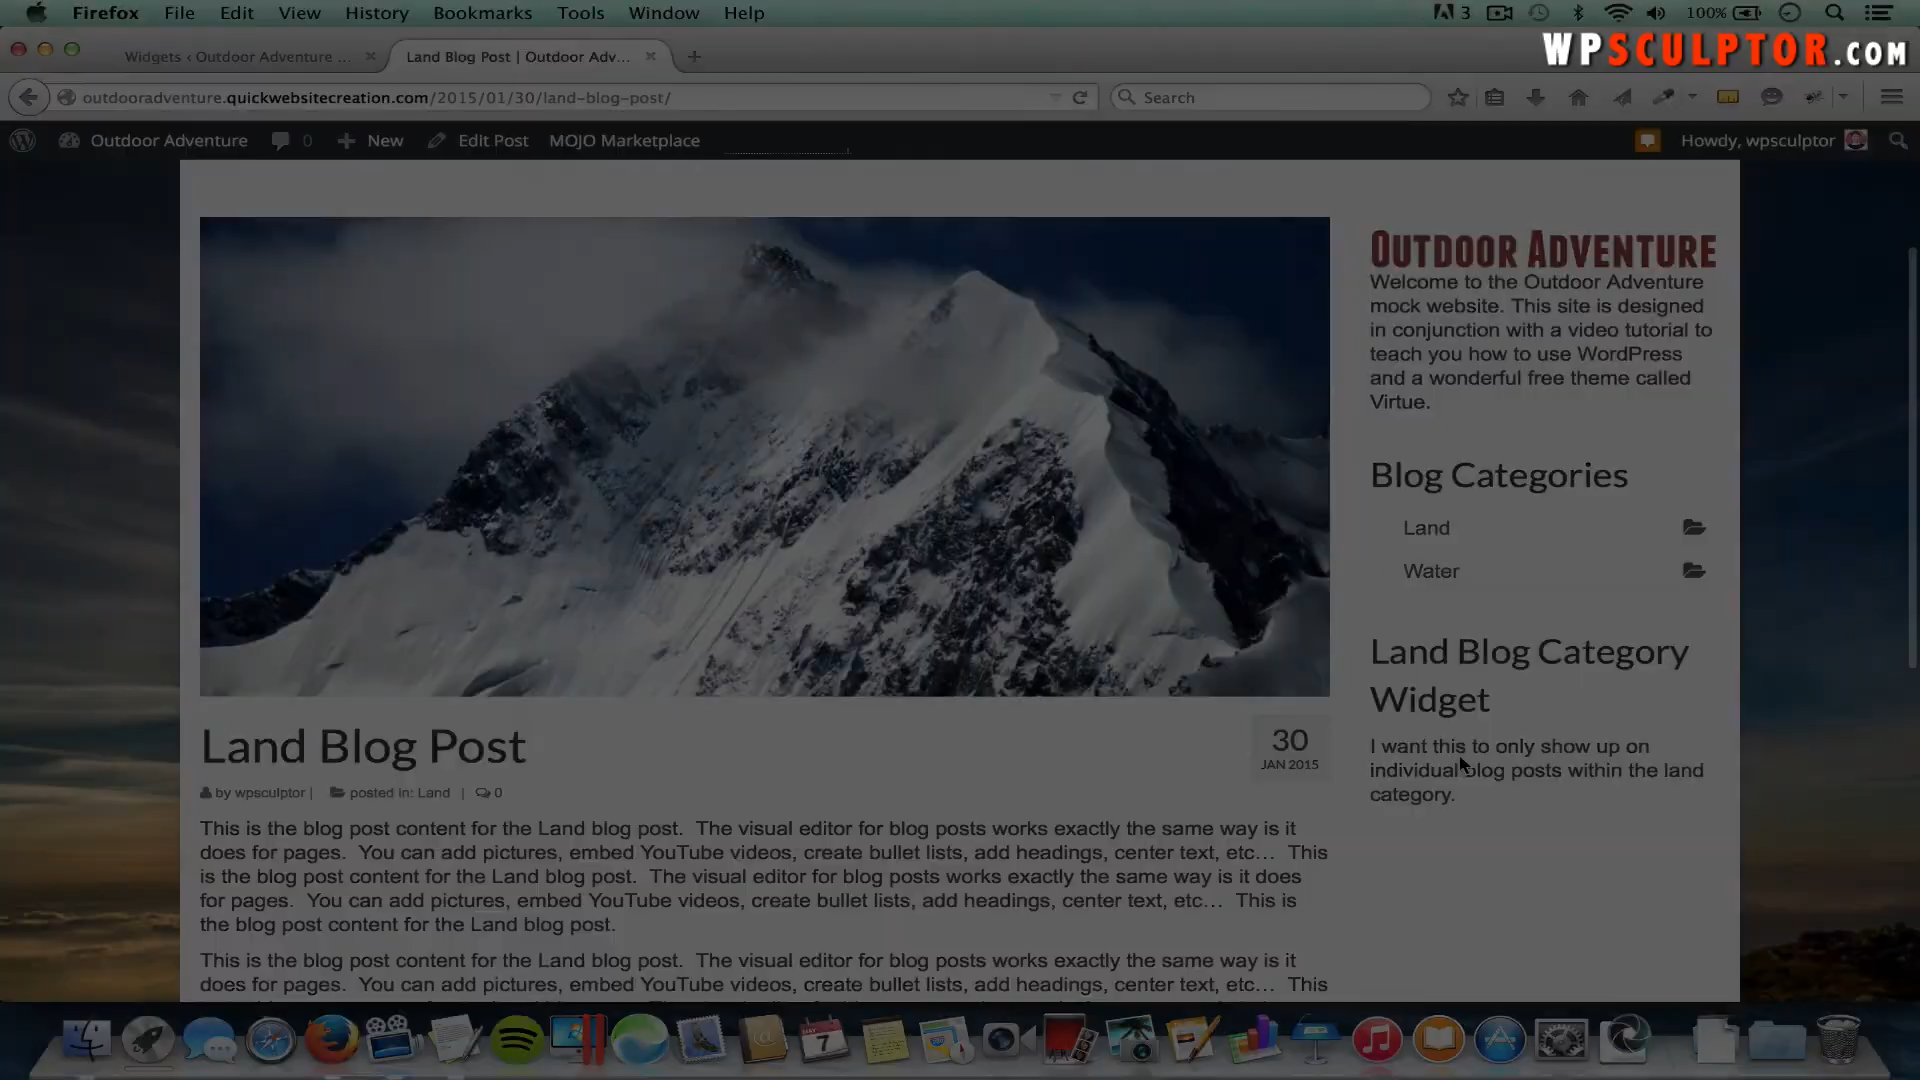 Firefox File Edit View History Bookmarks Tools Window Help 3 100%
WPSCULPTOR.COM
Widgets ‹ Outdoor Adventure ... Land Blog Post | Outdoor Adv...
outdooradventure.quickwebsitecreation.com/2015/01/30/land-blog-post/ Search
Outdoor Adventure 0 New Edit Post MOJO Marketplace Howdy, wpsculptor
OUTDOOR ADVENTURE
Welcome to the Outdoor Adventure
mock website. This site is designed
in conjunction with a video tutorial to
teach you how to use WordPress
and a wonderful free theme called
Virtue.
Blog Categories
Land
Water
Land Blog Category
Widget
I want this to only show up on
individual blog posts within the land
category.
Land Blog Post
30
JAN 2015
by wpsculptor | posted in: Land | 0
This is the blog post content for the Land blog post.  The visual editor for blog posts works exactly the same way is it
does for pages.  You can add pictures, embed YouTube videos, create bullet lists, add headings, center text, etc...  This
is the blog post content for the Land blog post.  The visual editor for blog posts works exactly the same way is it does
for pages.  You can add pictures, embed YouTube videos, create bullet lists, add headings, center text, etc...  This is
the blog post content for the Land blog post.
This is the blog post content for the Land blog post.  The visual editor for blog posts works exactly the same way is it
does for pages.  You can add pictures, embed YouTube videos, create bullet lists, add headings, center text, etc...  This
7